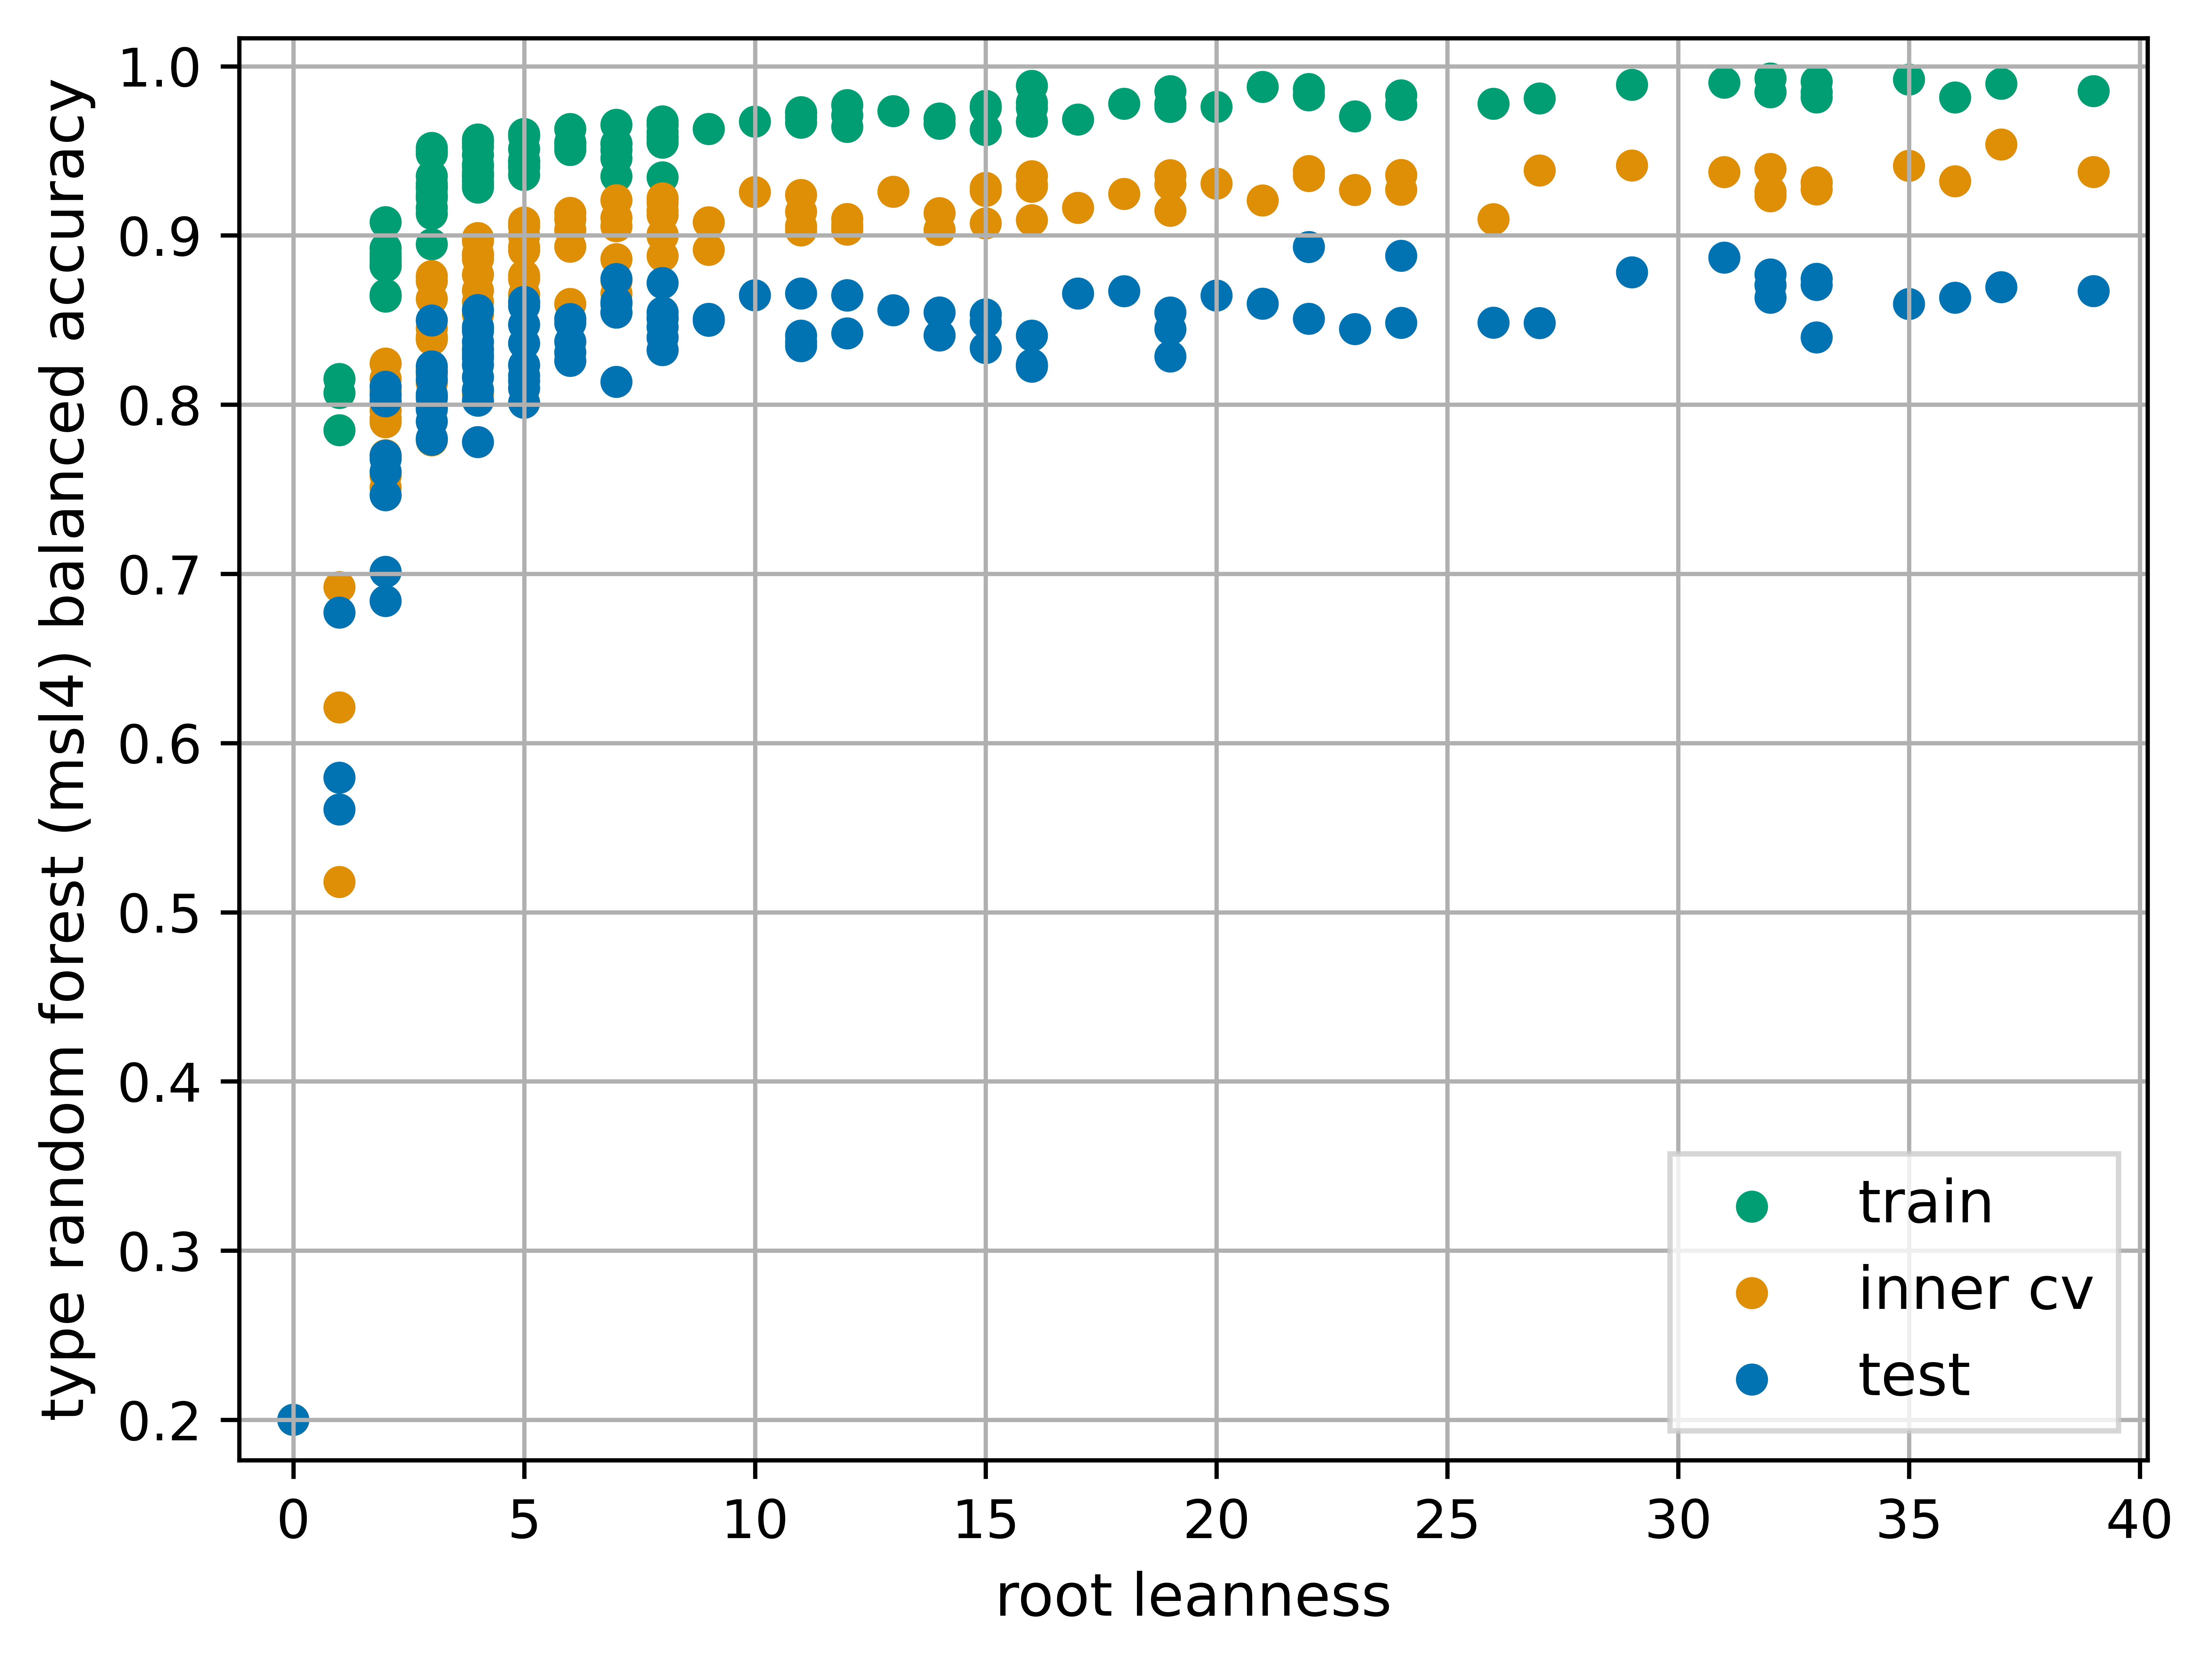 type random forest (msl4) balanced accuracy
1.0
0.9
0.8
0.7
0.6
0.5
0.4
0.3
0.2
train
inner cv
test
0 5 10 15 20 25 30 35 40
root leanness